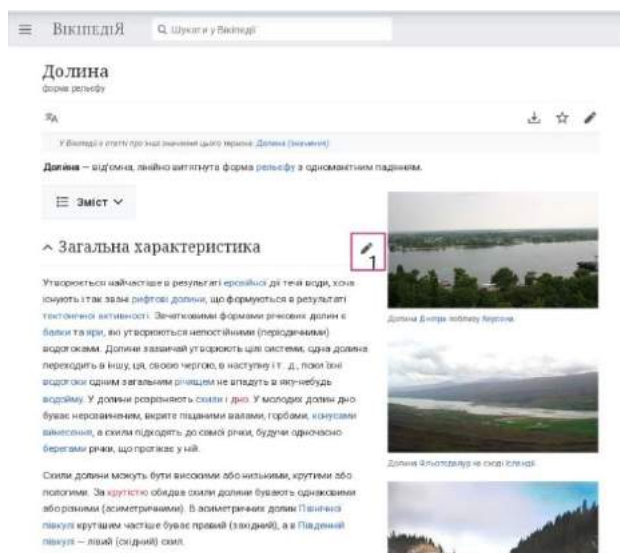 ВікіпедіЯ
Шукати у Вікіпедії
Долина
форма рельєфу
У Вікіпедії є статті про інші значення цього терміна: Долина (значення).
Долина — від'ємна, лінійно витягнута форма рельєфу з одноманітним падінням.
Зміст
Загальна характеристика
1
Утворюється найчастіше в результаті ерозійної дії течії води, хоча
існують і так звані рифтові долини, що формуються в результаті
тектонічної активності. Зачатковими формами річкових долин є
балки та яри, які утворюються непостійними (періодичними)
водотоками. Долини зазвичай утворюють цілі системи; одна долина
переходить в іншу, ця, своєю чергою, в наступну і т. д., поки їхні
водотоки одним загальним річищем не впадуть в яку-небудь
водойму. У долини розрізняють схили і дно. У молодих долин дно
буває нерозвиненим, вкрите піщаними валами, горбами, конусами
винесення, а схили підходять до самої річки, будучи одночасно
берегами річки, що протікає у ній.
Схили долини можуть бути високими або низькими, крутими або
пологими. За крутістю обидва схили долини бувають однаковими
або різними (асиметричними). В асиметричних долин Північної
півкулі крутішим частіше буває правий (західний), а в Південній
півкулі — лівий (східний) схил.
Долина Дніпра поблизу Херсона.
Долина Фльотсдалур на сході Ісландії.